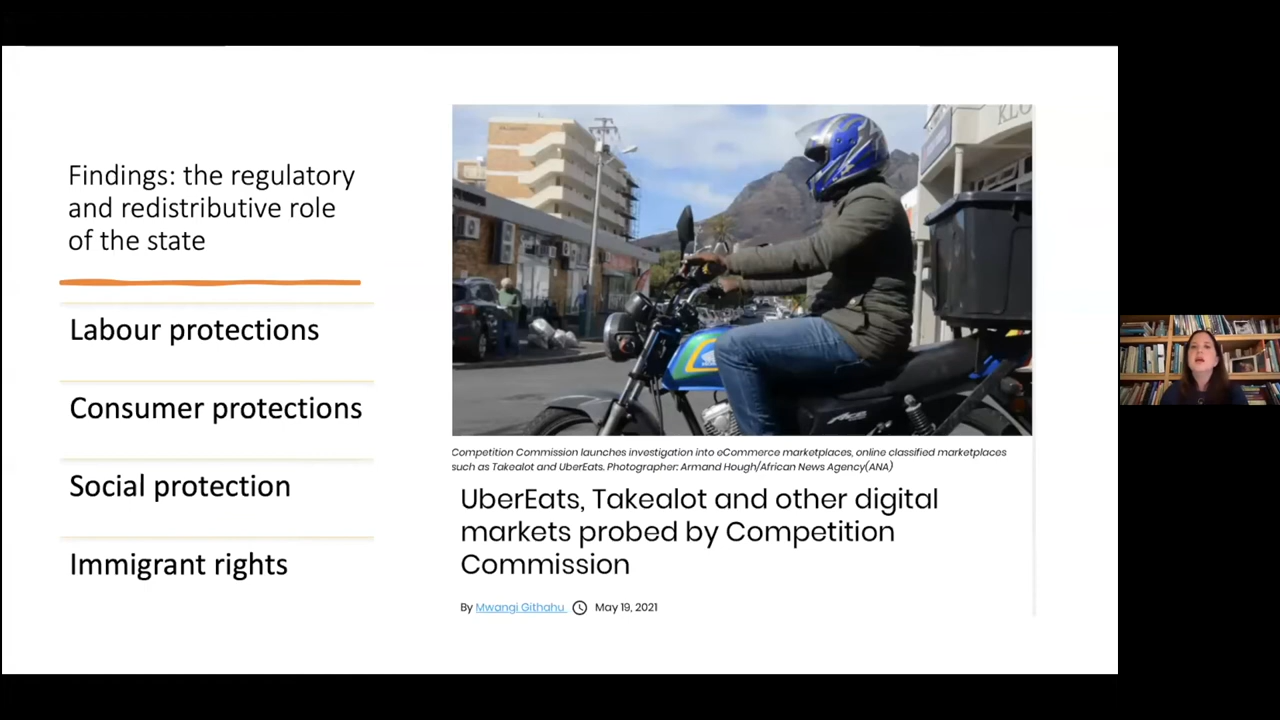 Findings: the regulatory
and redistributive role
of the state
Labour protections
Consumer protections
Social protection
Immigrant rights
KLO
Competition Commission launches investigation into eCommerce marketplaces, online classified marketplaces
such as Takealot and UberEats. Photographer: Armand Hough/African News Agency(ANA)
UberEats, Takealot and other digital
markets probed by Competition
Commission
By Mwangi Githahu May 19, 2021